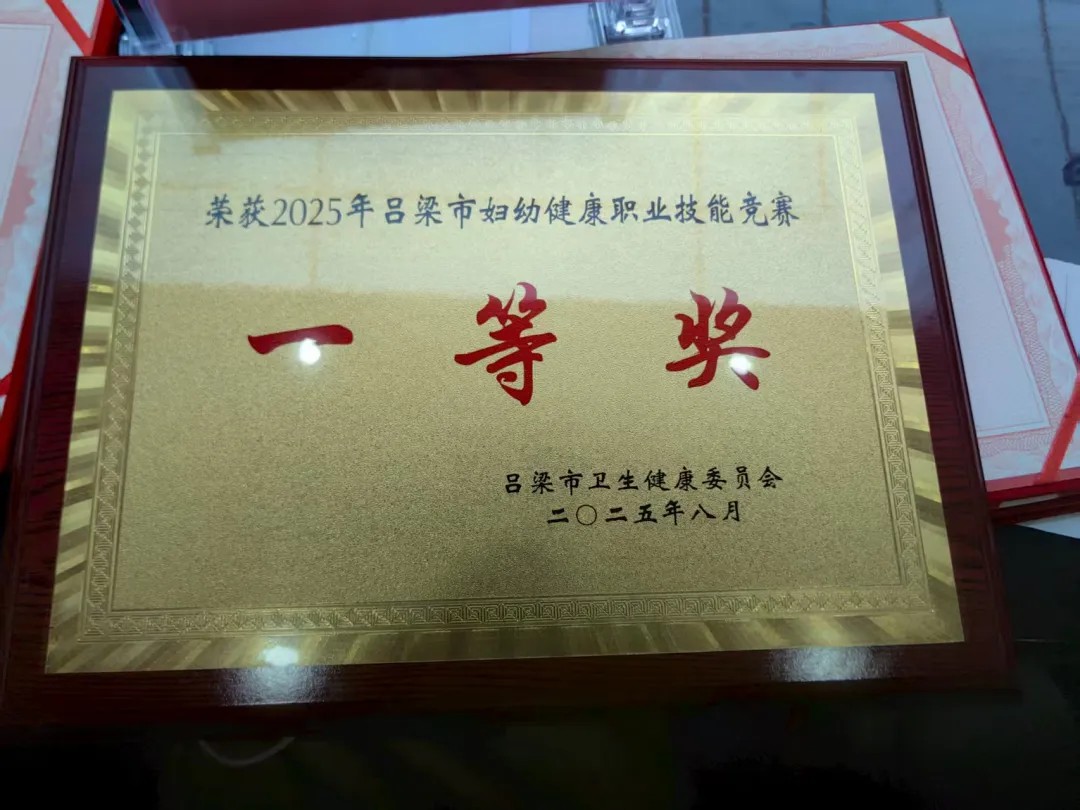 荣获2025年吕梁市妇幼健康职业技能竞赛
一等奖
吕梁市卫生健康委员会
二〇二五年八月